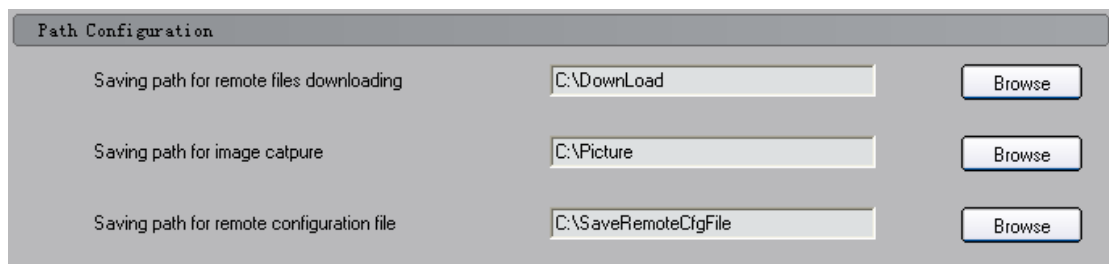 Path Configuration
Saving path for remote files downloading C:\DownLoad Browse
Saving path for image catpure C:\Picture Browse
Saving path for remote configuration file C:\SaveRemoteCfgFile Browse